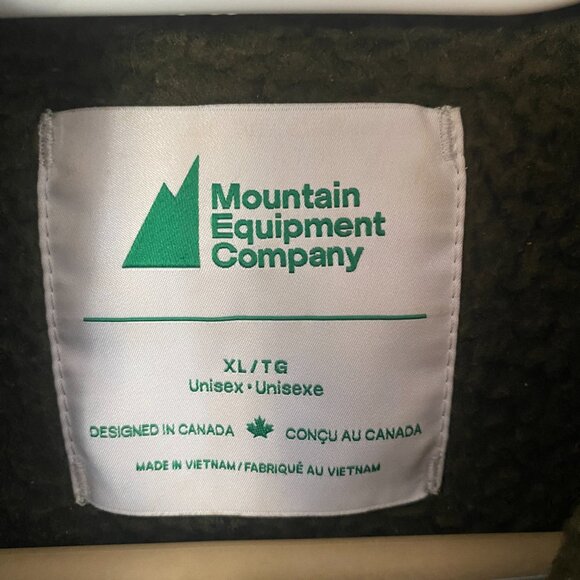 Mountain
Equipment
Company
XL/TG
Unisex • Unisexe
DESIGNED IN CANADA CONÇU AU CANADA
MADE IN VIETNAM/FABRIQUÉ AU VIETNAM